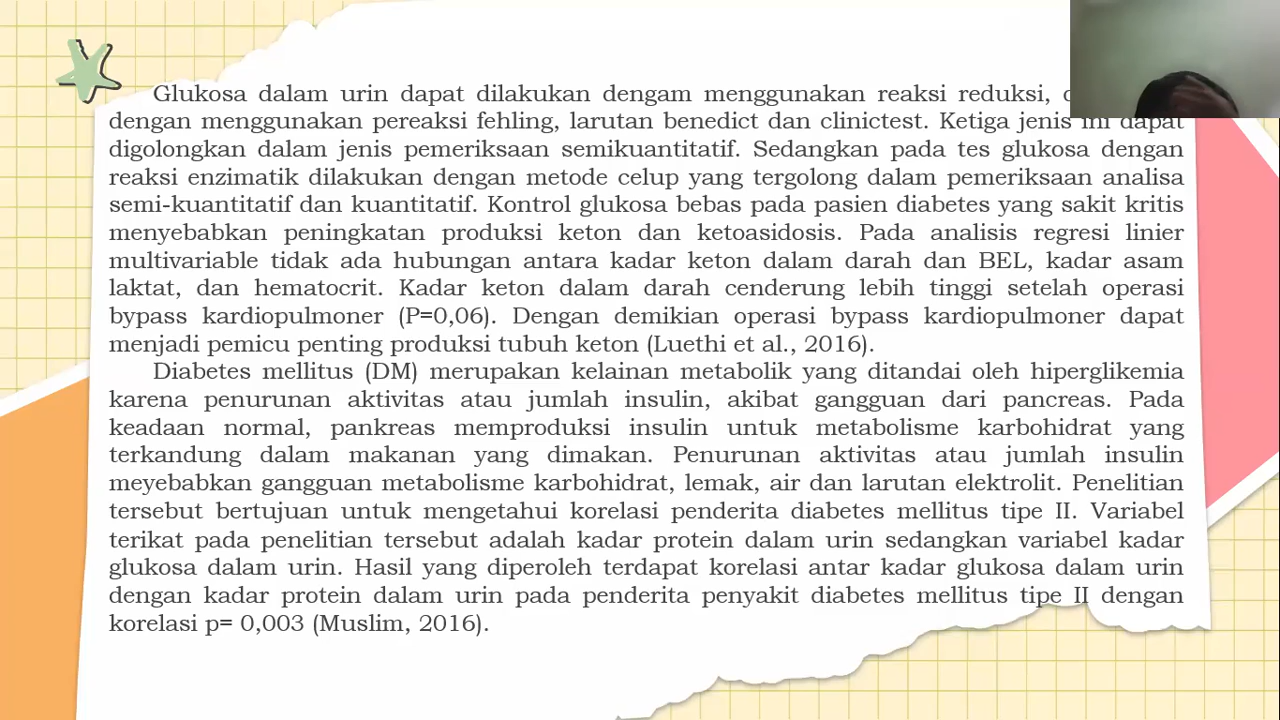 Glukosa dalam urin dapat dilakukan dengam menggunakan reaksi reduksi,
dengan menggunakan pereaksi fehling, larutan benedict dan clinictest. Ketiga jenis ini dapat
digolongkan dalam jenis pemeriksaan semikuantitatif. Sedangkan pada tes glukosa dengan
reaksi enzimatik dilakukan dengan metode celup yang tergolong dalam pemeriksaan analisa
semi-kuantitatif dan kuantitatif. Kontrol glukosa bebas pada pasien diabetes yang sakit kritis
menyebabkan peningkatan produksi keton dan ketoasidosis. Pada analisis regresi linier
multivariable tidak ada hubungan antara kadar keton dalam darah dan BEL, kadar asam
laktat, dan hematocrit. Kadar keton dalam darah cenderung lebih tinggi setelah operasi
bypass kardiopulmoner (P=0,06). Dengan demikian operasi bypass kardiopulmoner dapat
menjadi pemicu penting produksi tubuh keton (Luethi et al., 2016).
Diabetes mellitus (DM) merupakan kelainan metabolik yang ditandai oleh hiperglikemia
karena penurunan aktivitas atau jumlah insulin, akibat gangguan dari pancreas. Pada
keadaan normal, pankreas memproduksi insulin untuk metabolisme karbohidrat yang
terkandung dalam makanan yang dimakan. Penurunan aktivitas atau jumlah insulin
meyebabkan gangguan metabolisme karbohidrat, lemak, air dan larutan elektrolit. Penelitian
tersebut bertujuan untuk mengetahui korelasi penderita diabetes mellitus tipe II. Variabel
terikat pada penelitian tersebut adalah kadar protein dalam urin sedangkan variabel kadar
glukosa dalam urin. Hasil yang diperoleh terdapat korelasi antar kadar glukosa dalam urin
dengan kadar protein dalam urin pada penderita penyakit diabetes mellitus tipe II dengan
korelasi p= 0,003 (Muslim, 2016).